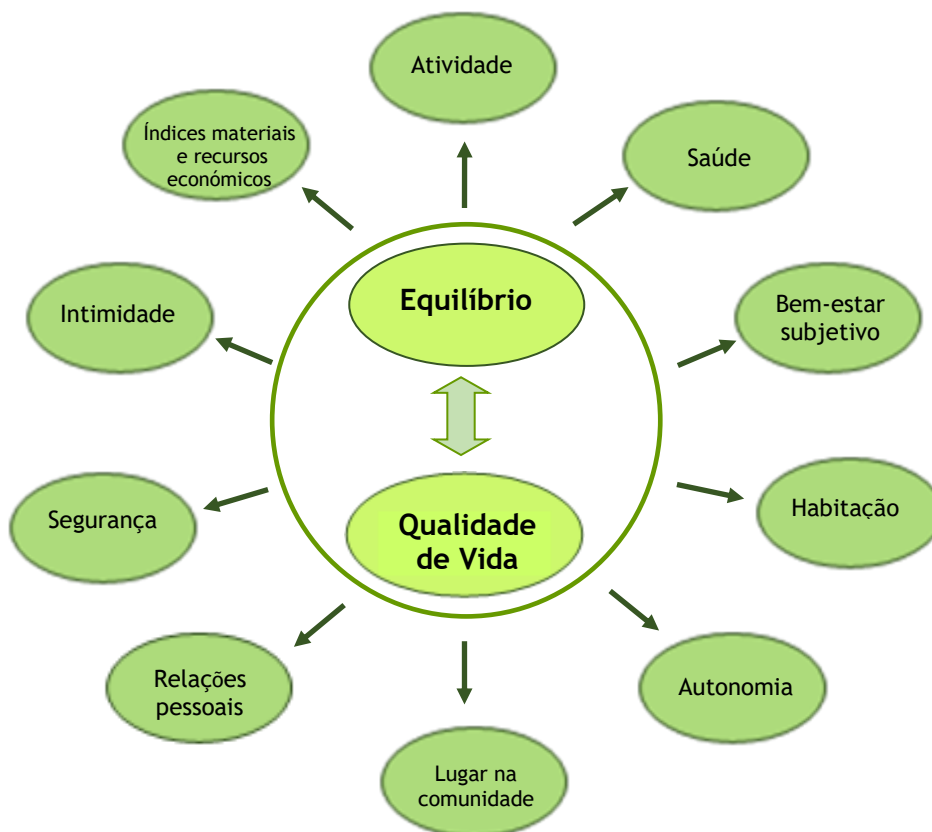 Atividade
Índices materiais
e recursos
económicos
Saúde
Equilíbrio
Intimidade
Bem-estar
subjetivo
Segurança
Qualidade
de Vida
Habitação
Relações
pessoais
Autonomia
Lugar na
comunidade